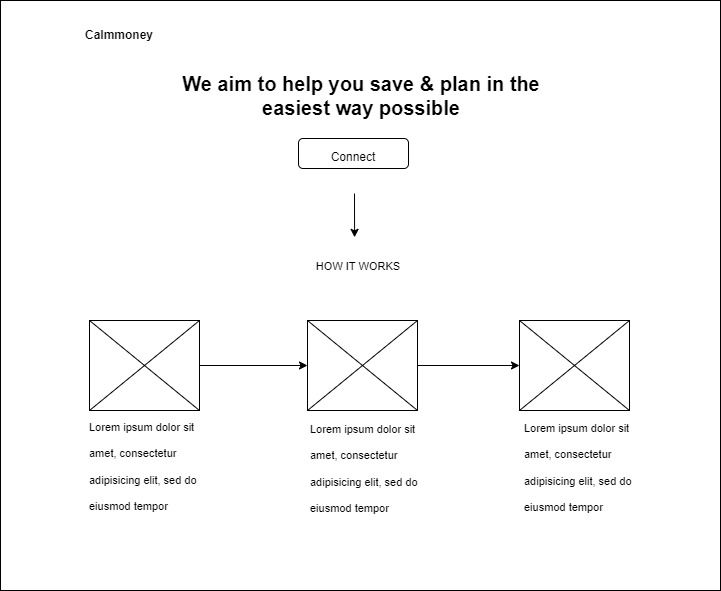 Calmmoney
We aim to help you save & plan in the
easiest way possible
Connect
HOW IT WORKS
Lorem ipsum dolor sit
amet, consectetur
adipisicing elit, sed do
eiusmod tempor
Lorem ipsum dolor sit
amet, consectetur
adipisicing elit, sed do
eiusmod tempor
Lorem ipsum dolor sit
amet, consectetur
adipisicing elit, sed do
eiusmod tempor